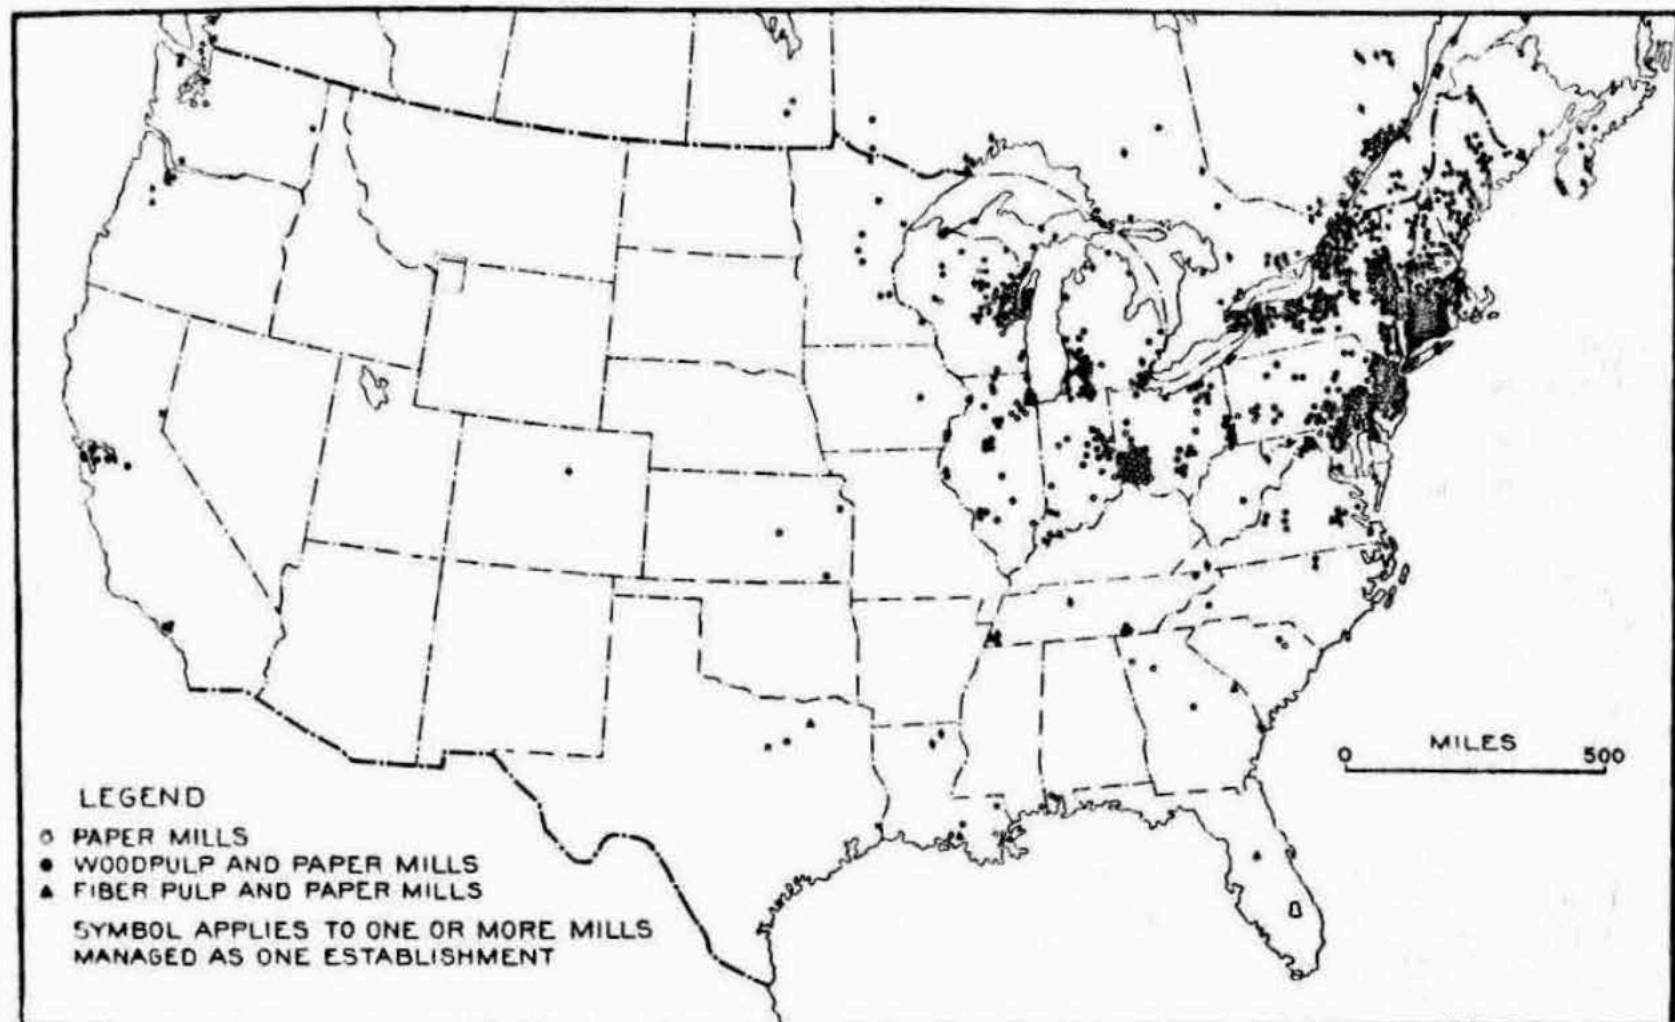 0 MILES 500
LEGEND
PAPER MILLS
WOODPULP AND PAPER MILLS
FIBER PULP AND PAPER MILLS
SYMBOL APPLIES TO ONE OR MORE MILLS
MANAGED AS ONE ESTABLISHMENT